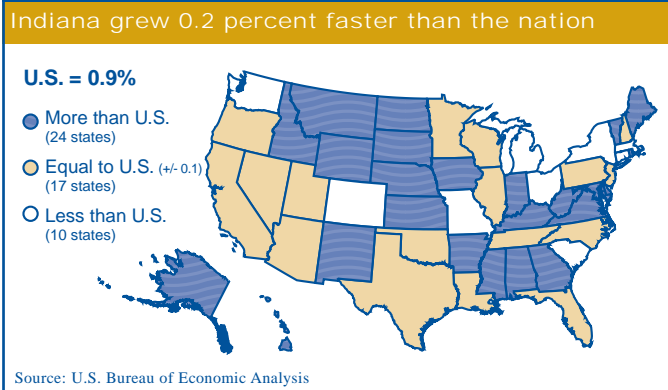 Indiana grew 0.2 percent faster than the nation
U.S. = 0.9%
More than U.S.
(24 states)
Equal to U.S. (+/- 0.1)
(17 states)
Less than U.S.
(10 states)
Source: U.S. Bureau of Economic Analysis